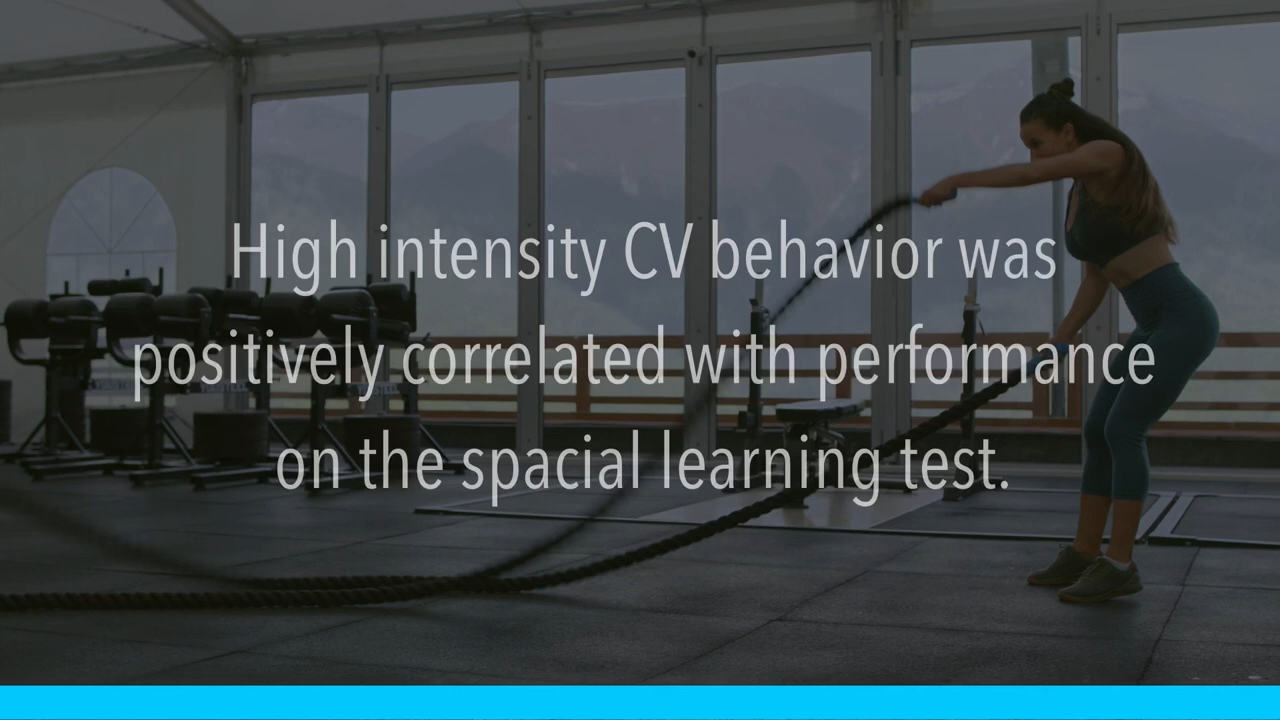 High intensity CV behavior was
positively correlated with performance
on the spacial learning test.